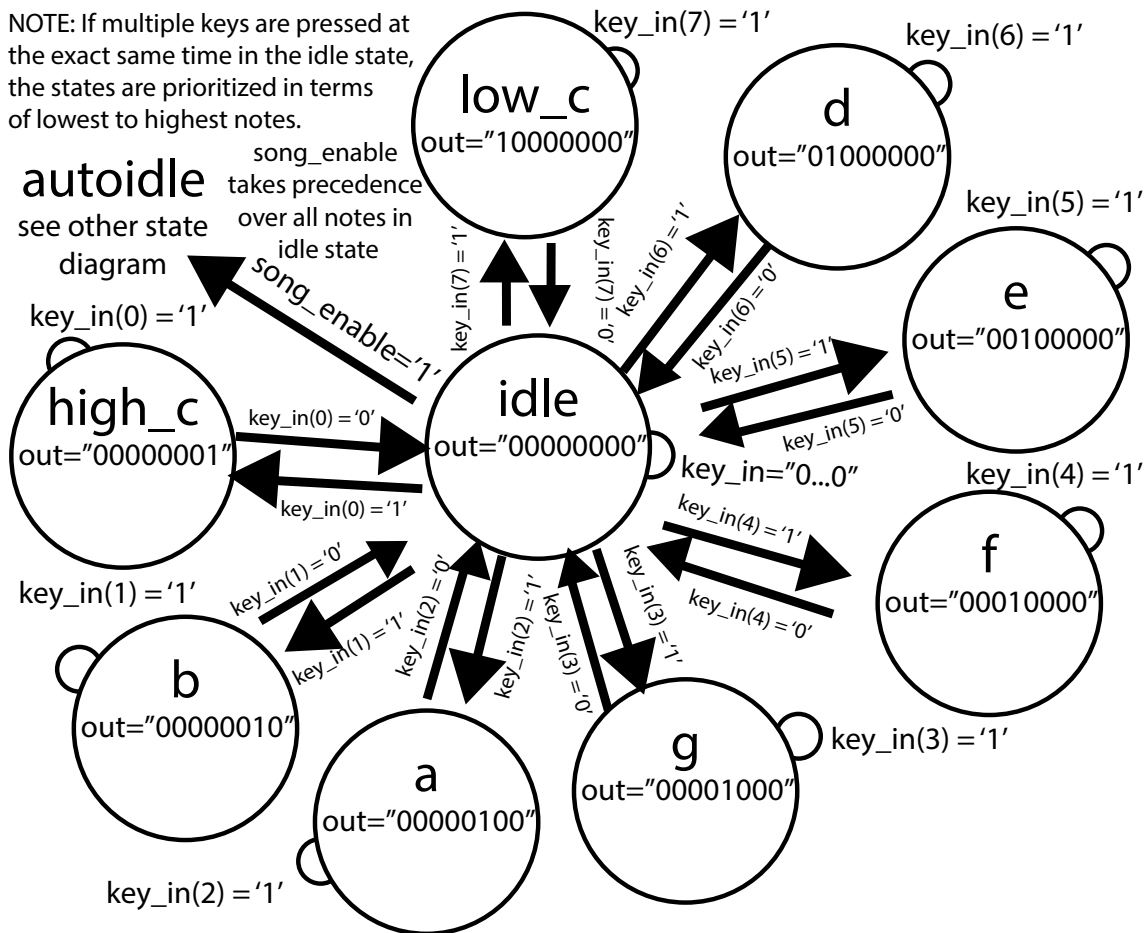 NOTE: If multiple keys are pressed at
the exact same time in the idle state,
the states are prioritized in terms
of lowest to highest notes.
key_in(7) = ‘1’
low_c
out=”10000000”
key_in(6) = ‘1’
d
out=”01000000”
autoidle
see other state
diagram
song_enable
takes precedence
over all notes in
idle state
song_enable=‘1’
key_in(7) = ‘1’
key_in(7) = ‘0’
key_in(6) = ‘1’
key_in(6) = ‘0’
key_in(5) = ‘1’
e
out=”00100000”
key_in(5) = ‘1’
key_in(5) = ‘0’
key_in(0) = ‘1’
high_c
out=”00000001”
key_in(0) = ‘0’
key_in(0) = ‘1’
idle
out=”00000000”
key_in=”0...0”
key_in(4) = ‘1’
f
out=”00010000”
key_in(4) = ‘1’
key_in(4) = ‘0’
key_in(1) = ‘1’
b
out=”00000010”
key_in(1) = ‘0’
key_in(1) = ‘1’
key_in(2) = ‘0’
key_in(2) = ‘1’
key_in(3) = ‘0’
key_in(3) = ‘1’
g
out=”00001000”
key_in(3) = ‘1’
a
out=”00000100”
key_in(2) = ‘1’